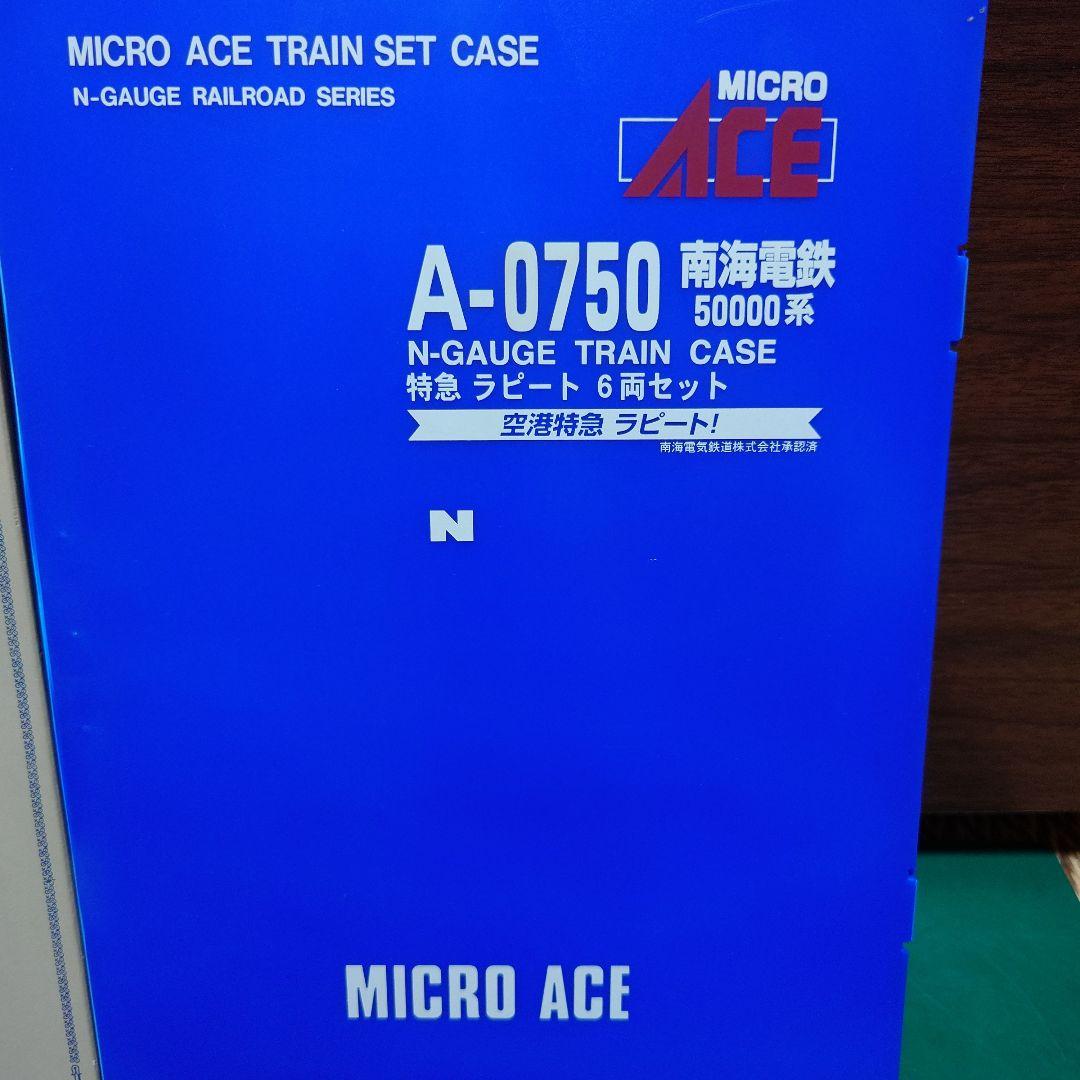 MICRO ACE TRAIN SET CASE
N-GAUGE RAILROAD SERIES
MICRO
ACE
A-0750 南海電鉄
50000系
N-GAUGE TRAIN CASE
特急 ラピート 6両セット
空港特急 ラピート!
南海電気鉄道株式会社承認済
N
MICRO ACE